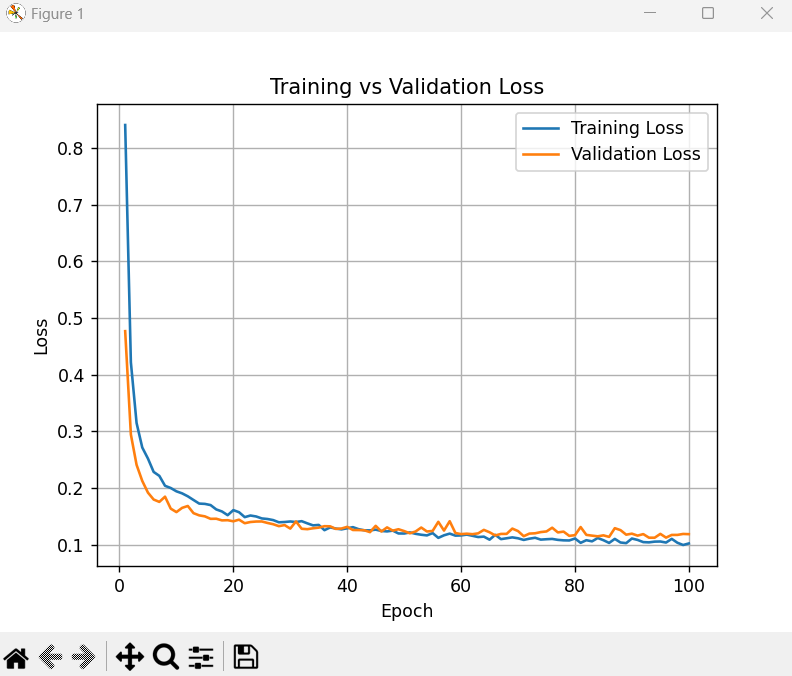 Figure 1
Training vs Validation Loss
Training Loss
Validation Loss
0.8
0.7
0.6
0.5
0.4
0.3
0.2
0.1
Loss
0 20 40 60 80 100
Epoch